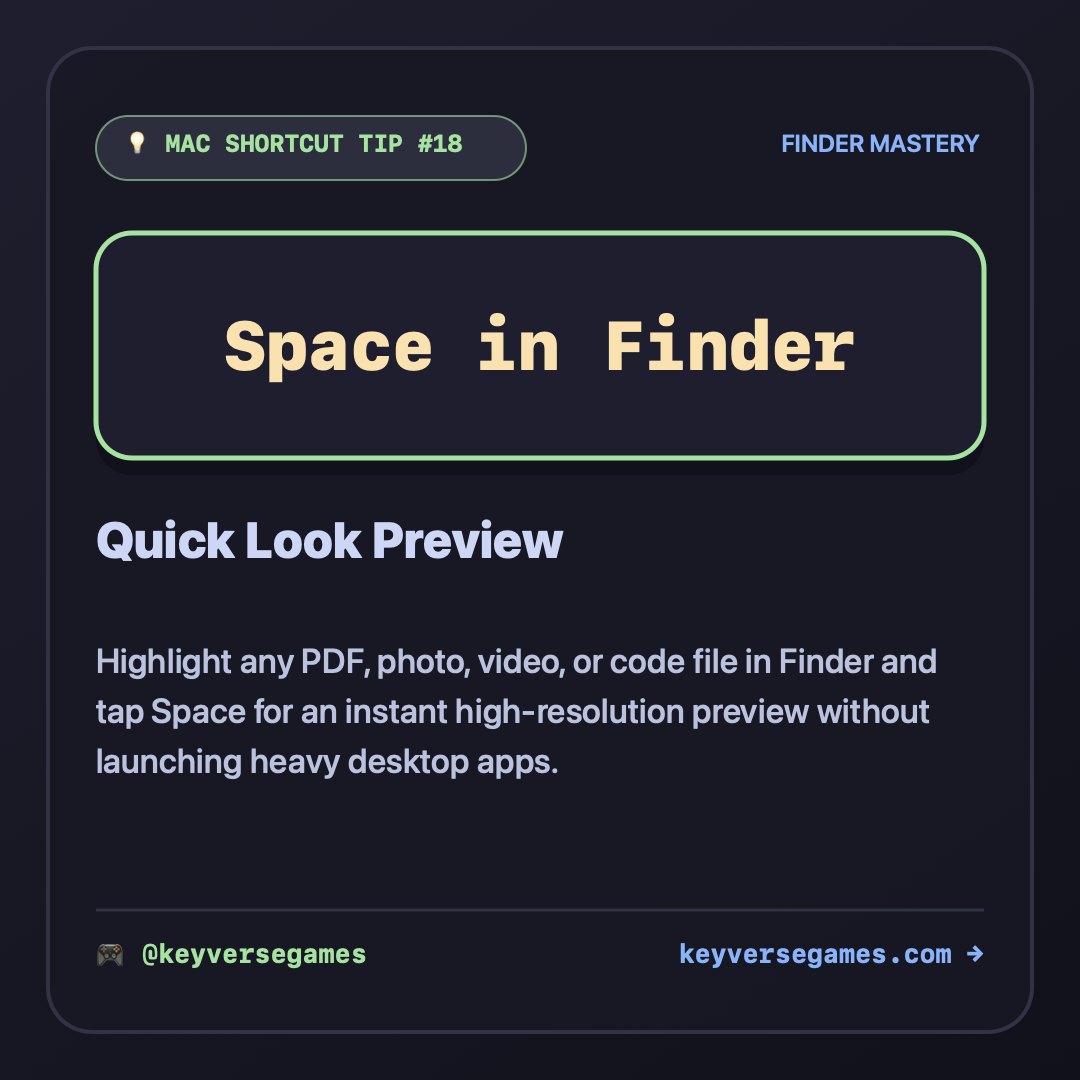 💡 MAC SHORTCUT TIP #18
FINDER MASTERY
Space in Finder
Quick Look Preview
Highlight any PDF, photo, video, or code file in Finder and
tap Space for an instant high-resolution preview without
launching heavy desktop apps.
🎮 @keyversegames
keyversegames.com →